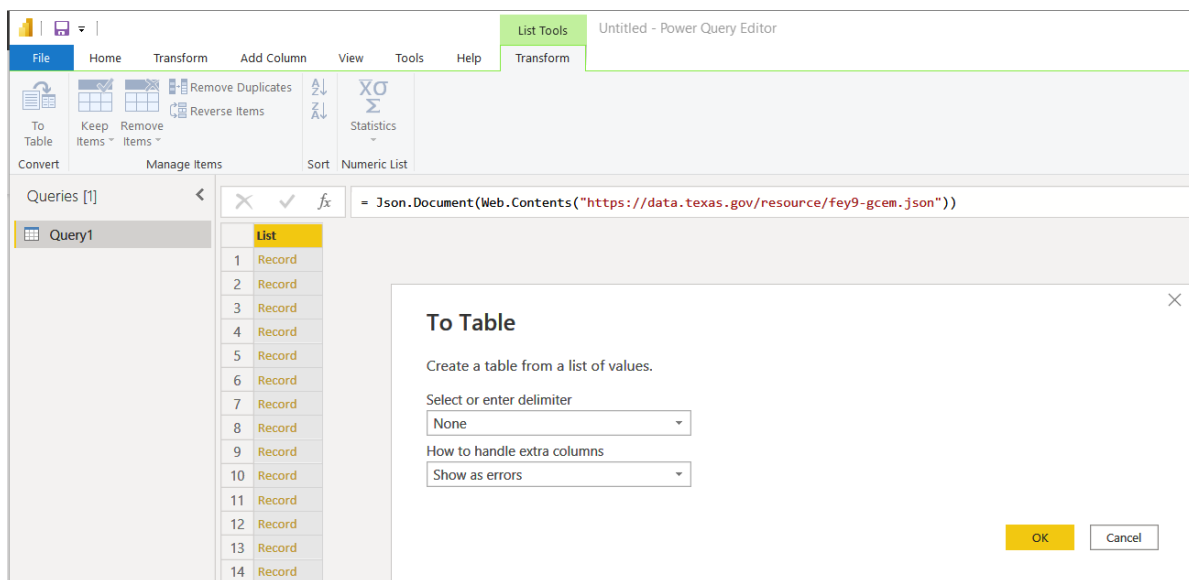 List Tools
Untitled - Power Query Editor
File Home Transform Add Column View Tools Help Transform
To Table
Keep Items
Remove Items
Remove Duplicates
Reverse Items
A Z
Z A
X̅σ
Σ
Statistics
Convert
Manage Items
Sort
Numeric List
Queries [1]
Query1
fx
= Json.Document(Web.Contents("https://data.texas.gov/resource/fey9-gcem.json"))
List
1 Record
2 Record
3 Record
4 Record
5 Record
6 Record
7 Record
8 Record
9 Record
10 Record
11 Record
12 Record
13 Record
14 Record
To Table
Create a table from a list of values.
Select or enter delimiter
None
How to handle extra columns
Show as errors
OK
Cancel